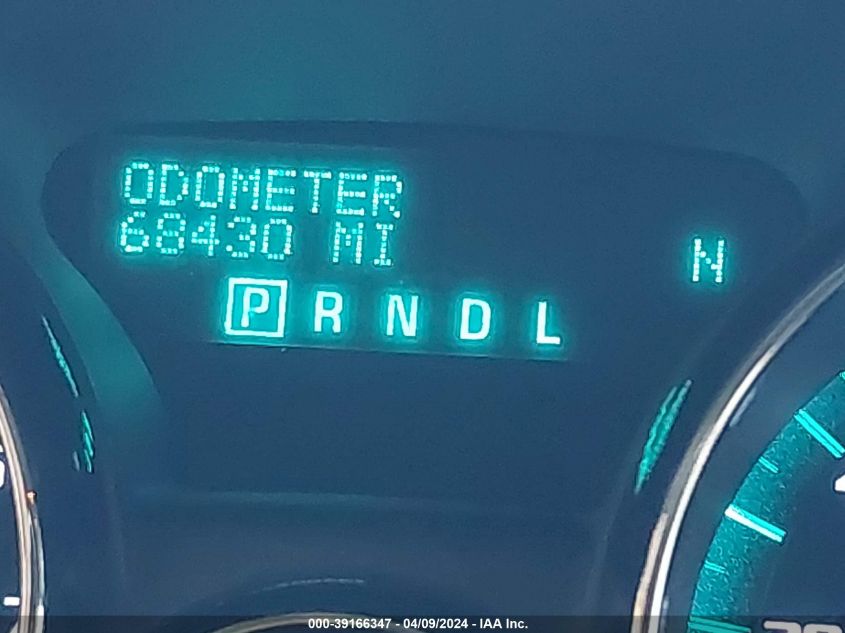 ODOMETER
68430 MI
N
P R N D L
000-39166347 - 04/09/2024 - IAA Inc.